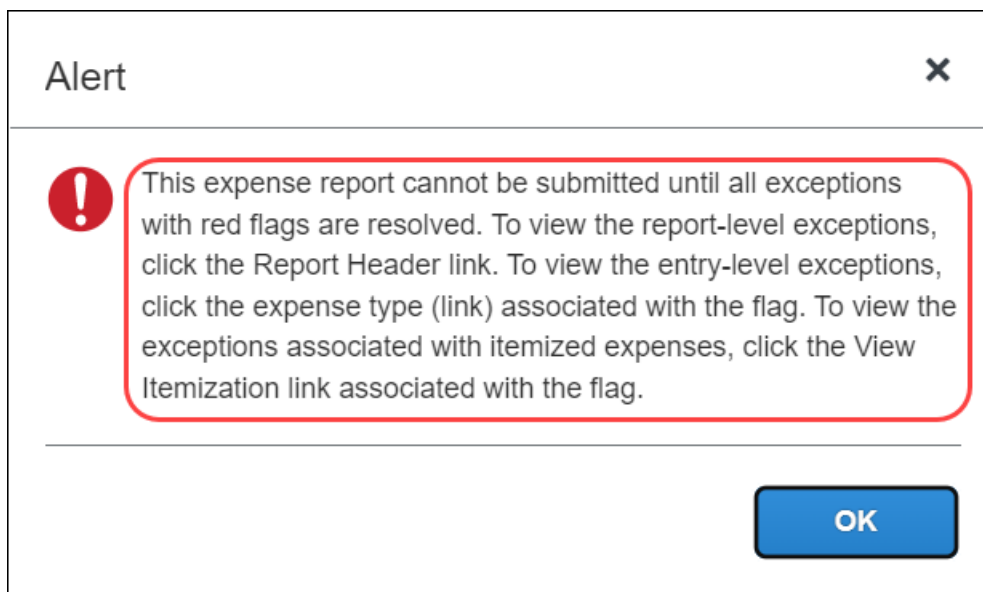 Alert
This expense report cannot be submitted until all exceptions
with red flags are resolved. To view the report-level exceptions,
click the Report Header link. To view the entry-level exceptions,
click the expense type (link) associated with the flag. To view the
exceptions associated with itemized expenses, click the View
Itemization link associated with the flag.
OK